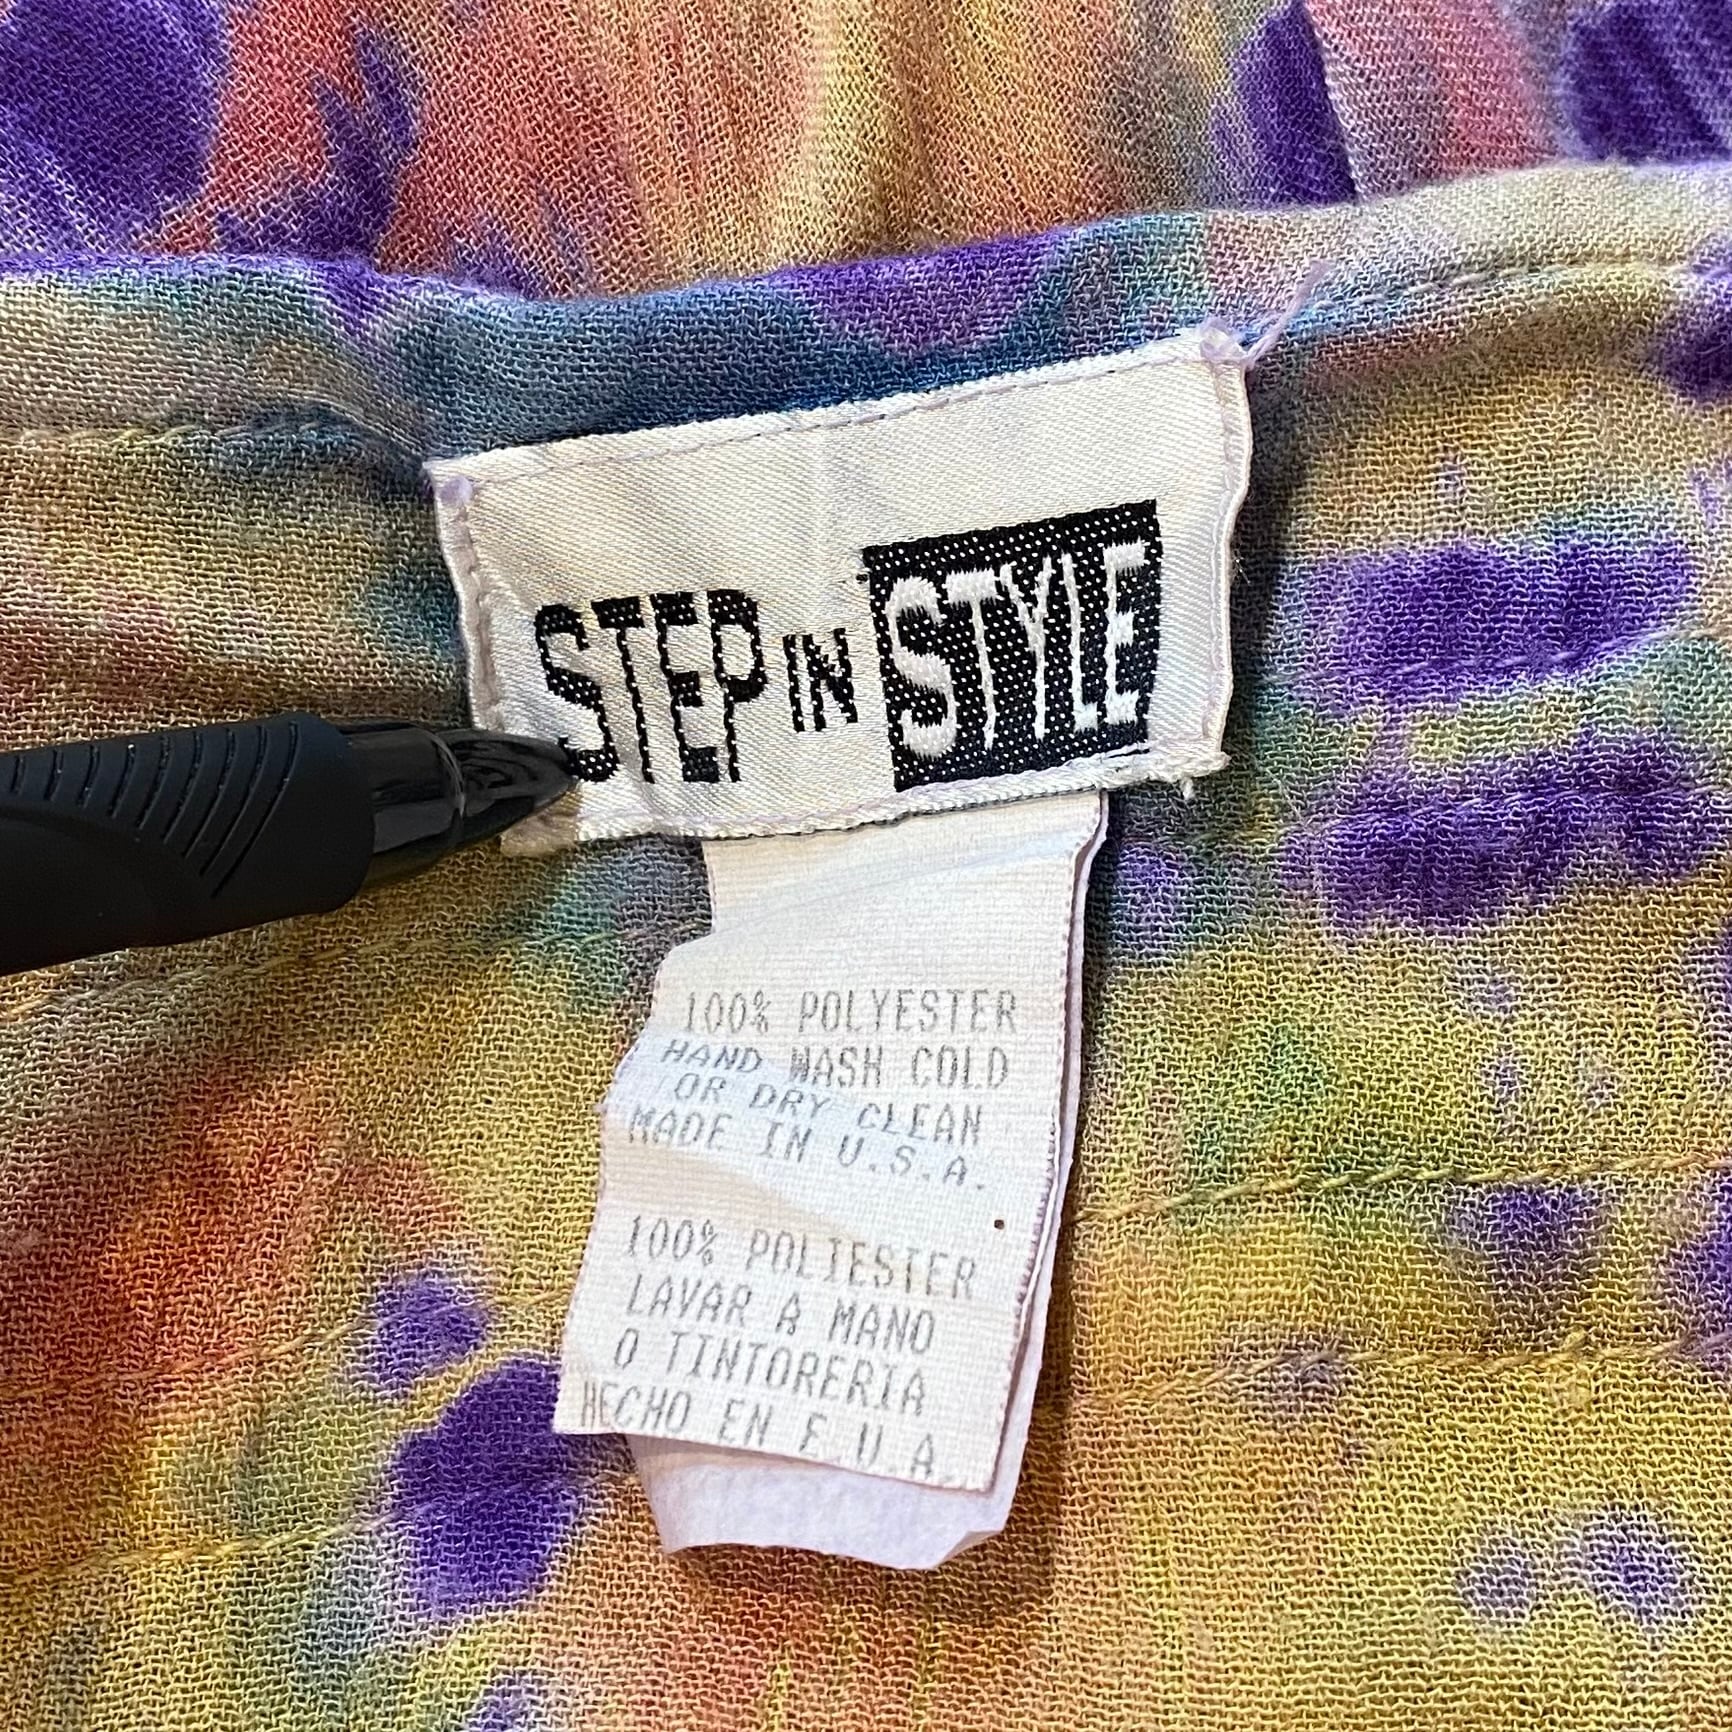 STEP IN STYLE
100% POLYESTER
HAND WASH COLD
OR DRY CLEAN
MADE IN U.S.A.
100% POLIESTER
LAVAR A MANO
O TINTORERIA
HECHO EN E.U.A.